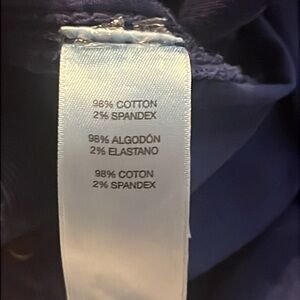 98% COTTON
2% SPANDEX
98% ALGODÓN
2% ELASTANO
98% COTON
2% SPANDEX